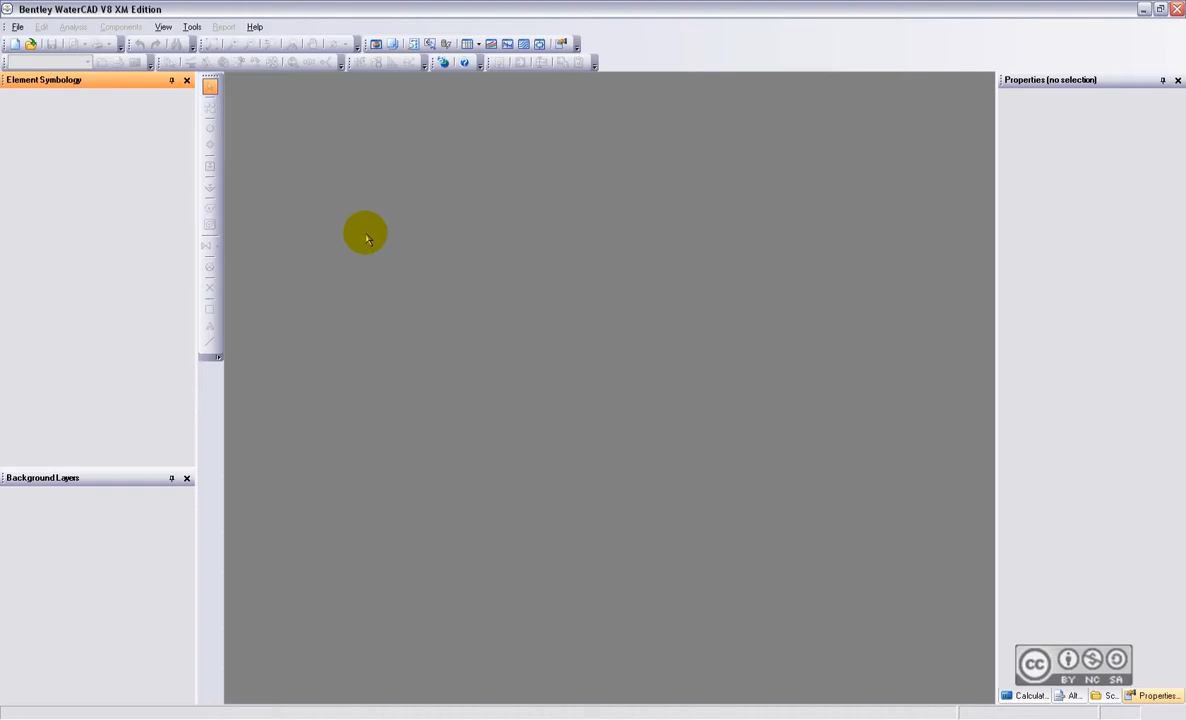 Bentley WaterCAD V8 XM Edition
File Edit Analysis Components View Tools Report Help
Element Symbology
Properties (no selection)
Background Layers
cc
BY NC SA
Calculat... Alt... Sc... Properties...